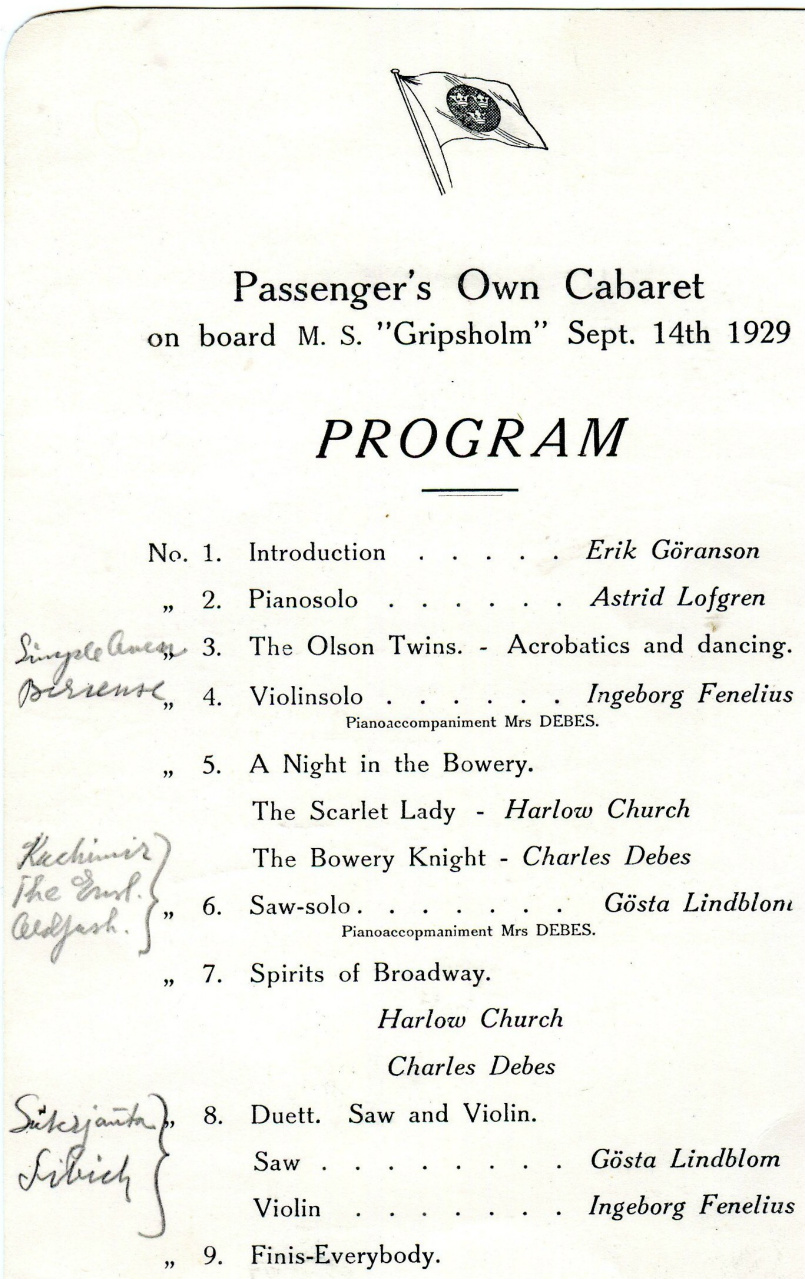 Passenger's Own Cabaret
on board M. S. "Gripsholm" Sept. 14th 1929
PROGRAM
No. 1. Introduction . . . . . Erik Göranson
„ 2. Pianosolo . . . . . . Astrid Lofgren
Simple
„ 3. The Olson Twins. - Acrobatics and dancing.
„ 4. Violinsolo . . . . . . Ingeborg Fenelius
Pianoaccompaniment Mrs DEBES.
„ 5. A Night in the Bowery.
The Scarlet Lady - Harlow Church
The Bowery Knight - Charles Debes
The
„ 6. Saw-solo . . . . . . . Gösta Lindblom
Pianoaccopmaniment Mrs DEBES.
„ 7. Spirits of Broadway.
Harlow Church
Charles Debes
„ 8. Duett. Saw and Violin.
Saw . . . . . . . . Gösta Lindblom
Violin . . . . . . . Ingeborg Fenelius
„ 9. Finis-Everybody.